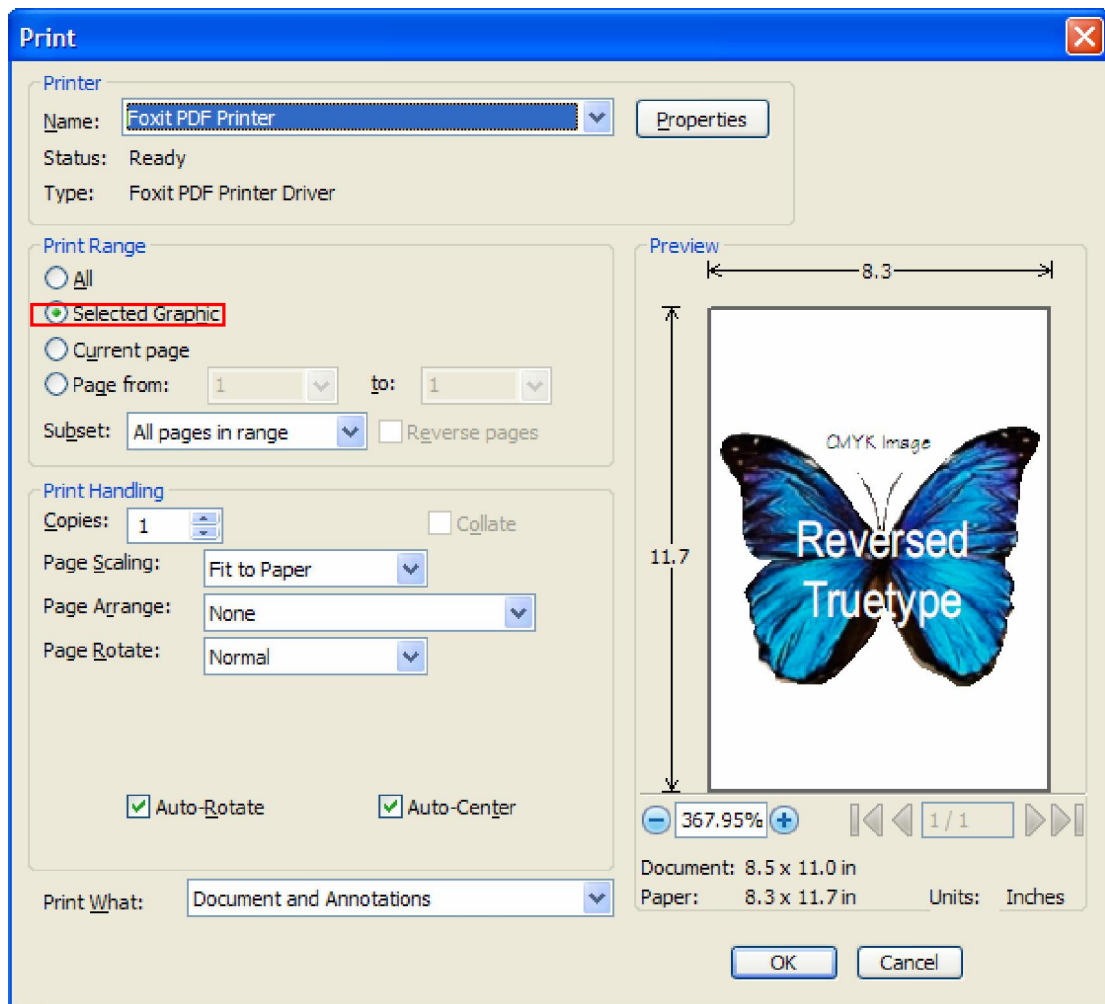 Print
Printer
Name: Foxit PDF Printer Properties
Status: Ready
Type: Foxit PDF Printer Driver
Print Range
All
Selected Graphic
Current page
Page from: 1 to: 1
Subset: All pages in range Reverse pages
Print Handling
Copies: 1 Collate
Page Scaling: Fit to Paper
Page Arrange: None
Page Rotate: Normal
Auto-Rotate Auto-Center
Print What: Document and Annotations
Preview
8.3
11.7
CMYK Image
Reversed
Truetype
367.95% 1 / 1
Document: 8.5 x 11.0 in
Paper: 8.3 x 11.7 in Units: Inches
OK Cancel